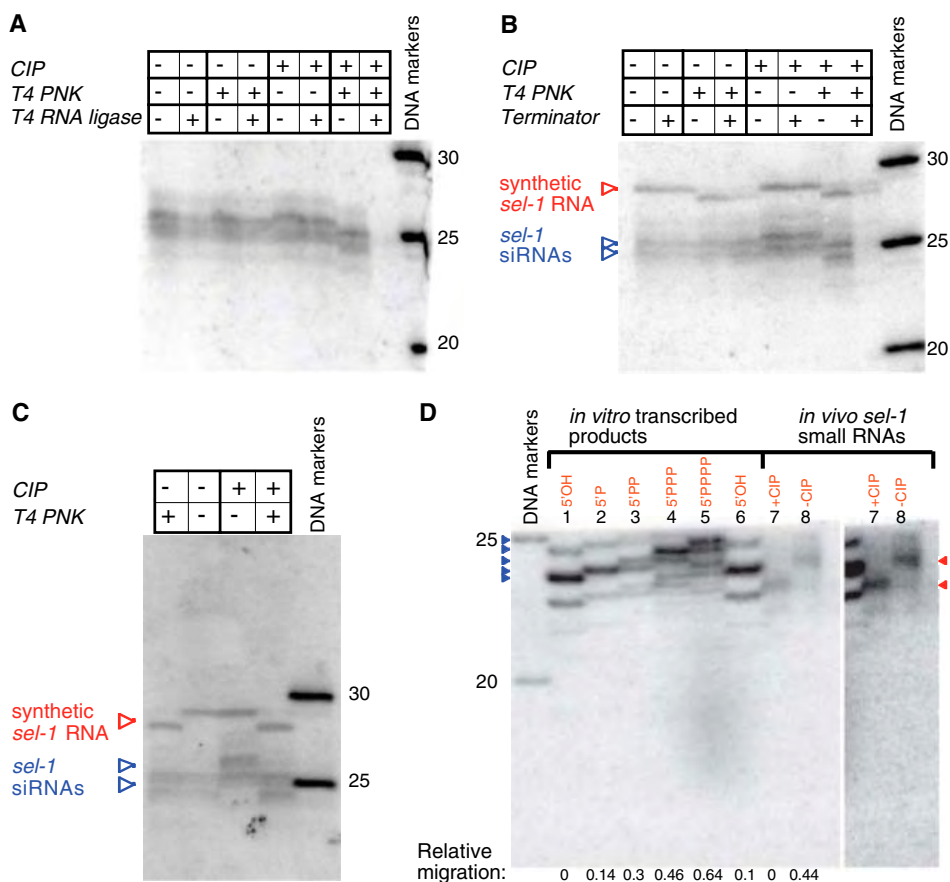 A
CIP - - - - + + + +
T4 PNK - - + + - - + +
T4 RNA ligase - + - + - + - +
DNA markers
30
25
20
B
CIP - - - - + + + +
T4 PNK - - + + - - + +
Terminator - + - + - + - +
DNA markers
synthetic
sel-1 RNA
sel-1
siRNAs
30
25
20
C
CIP - - + +
T4 PNK + - - +
DNA markers
synthetic
sel-1 RNA
sel-1
siRNAs
30
25
D
DNA markers
in vitro transcribed
products
in vivo sel-1
small RNAs
5'OH 5'P 5'PP 5'PPP 5'PPPP 5'OH +CIP -CIP +CIP -CIP
1 2 3 4 5 6 7 8 7 8
25
20
Relative
migration: 0 0.14 0.3 0.46 0.64 0.1 0 0.44